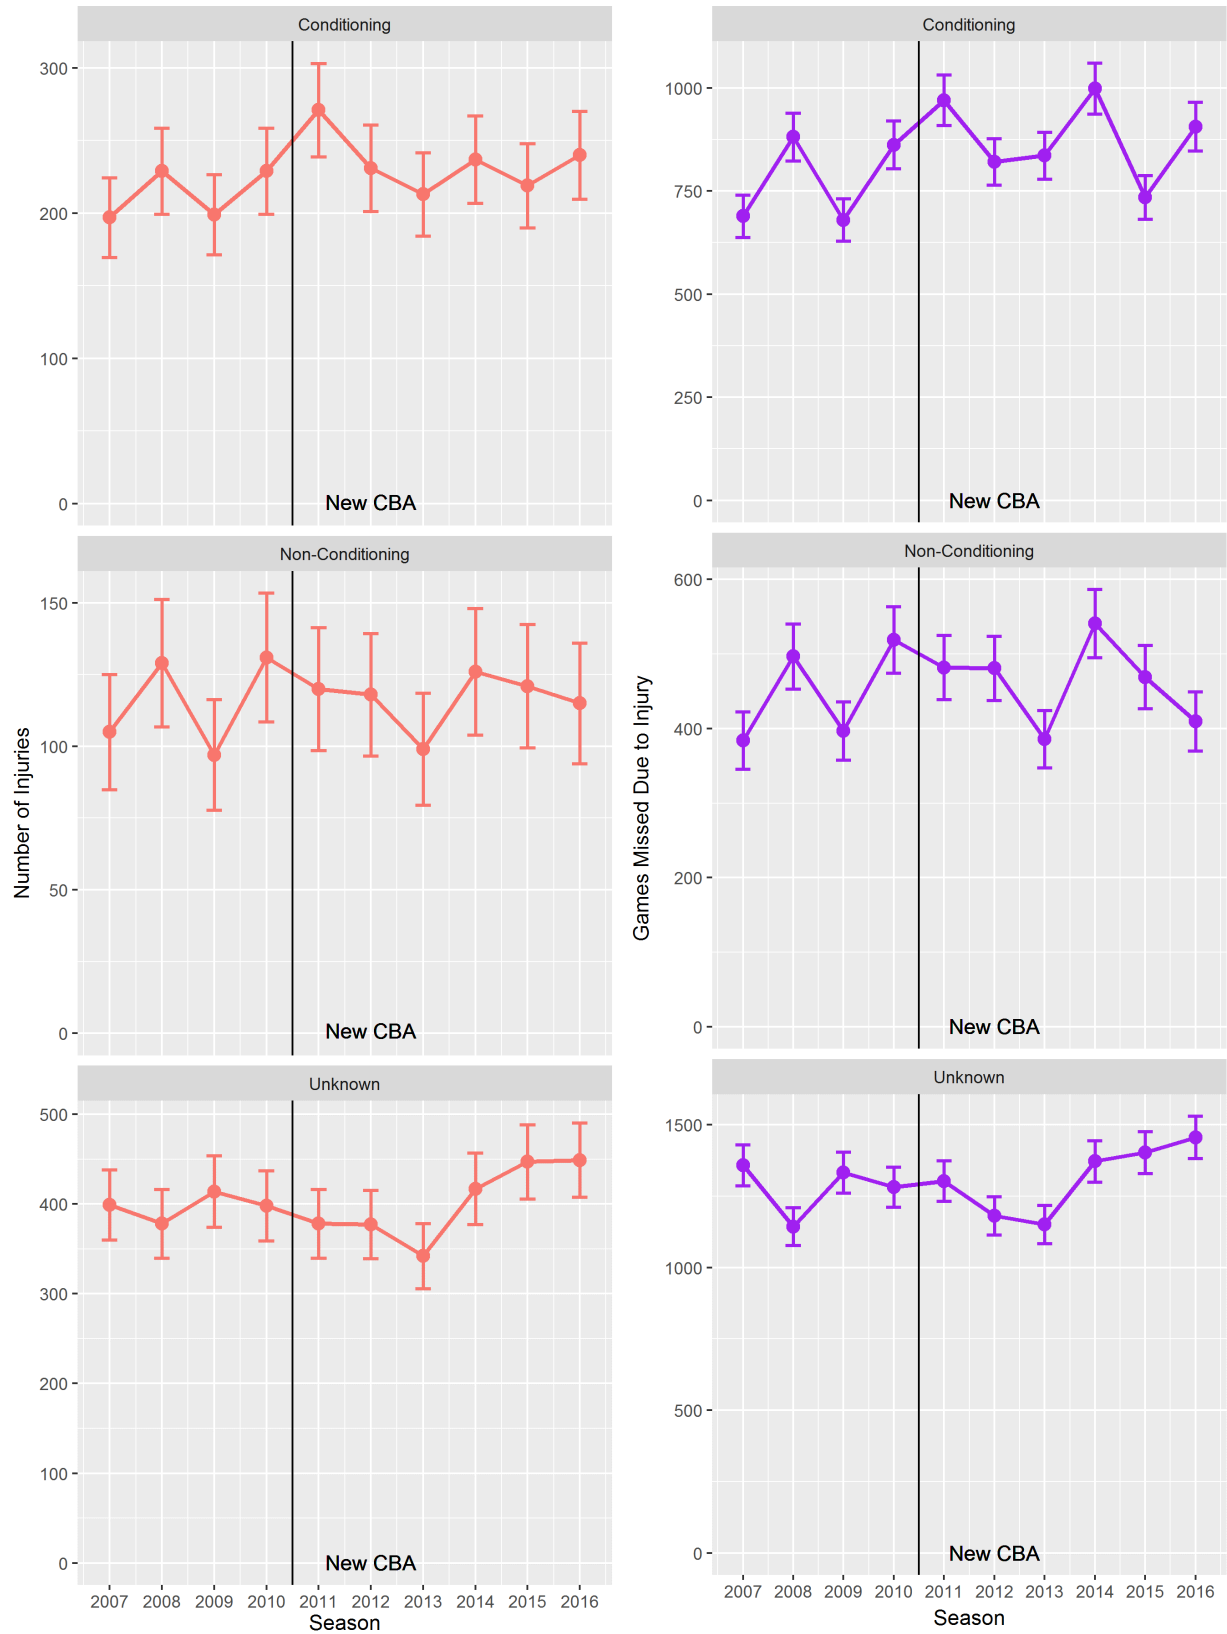 Conditioning
300
200
100
0
New CBA
Non-Conditioning
150
100
50
0
New CBA
Unknown
500
400
300
200
100
0
New CBA
2007 2008 2009 2010 2011 2012 2013 2014 2015 2016
Season
Number of Injuries
Conditioning
1000
750
500
250
0
New CBA
Non-Conditioning
600
400
200
0
New CBA
Unknown
1500
1000
500
0
New CBA
2007 2008 2009 2010 2011 2012 2013 2014 2015 2016
Season
Games Missed Due to Injury